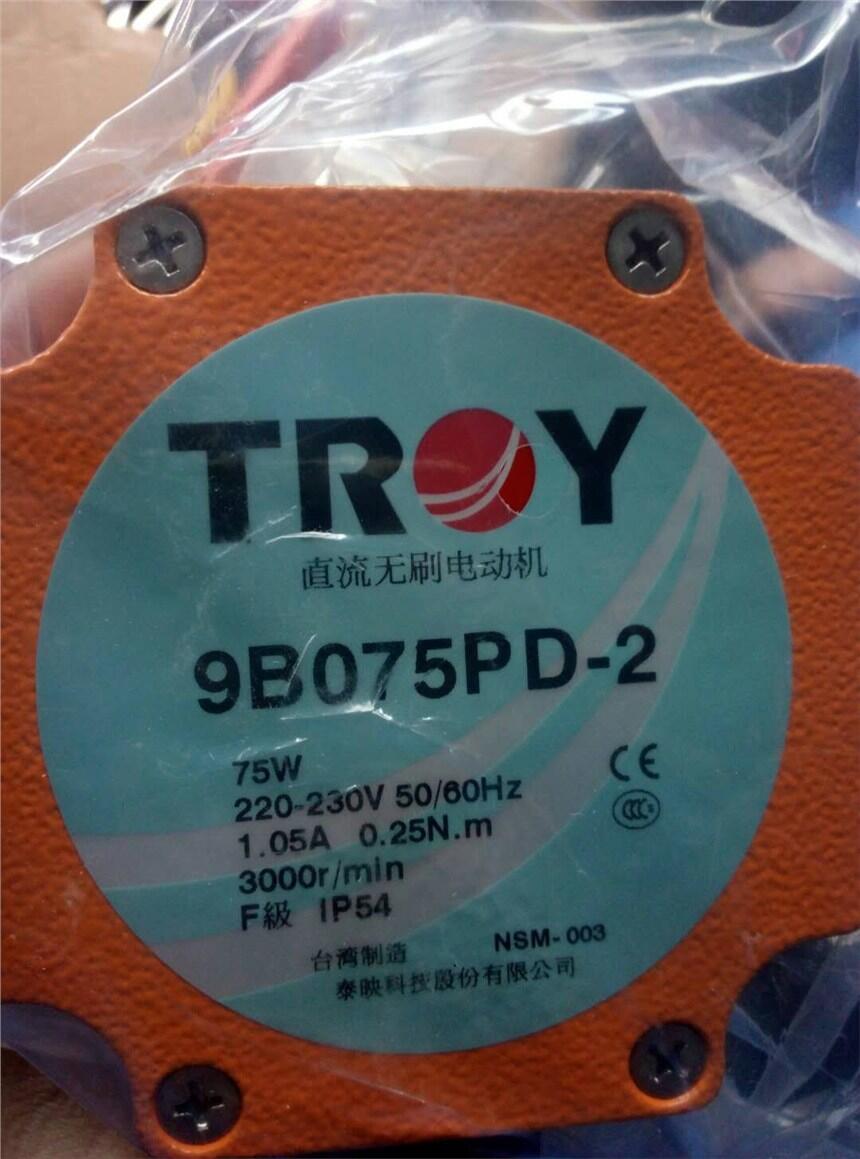 TROY
直流无刷电动机
9B075PD-2
75W
220-230V 50/60Hz
1.05A 0.25N.m
3000r/min
F級 IP54
CE
CCC S
台湾制造 NSM-003
泰映科技股份有限公司